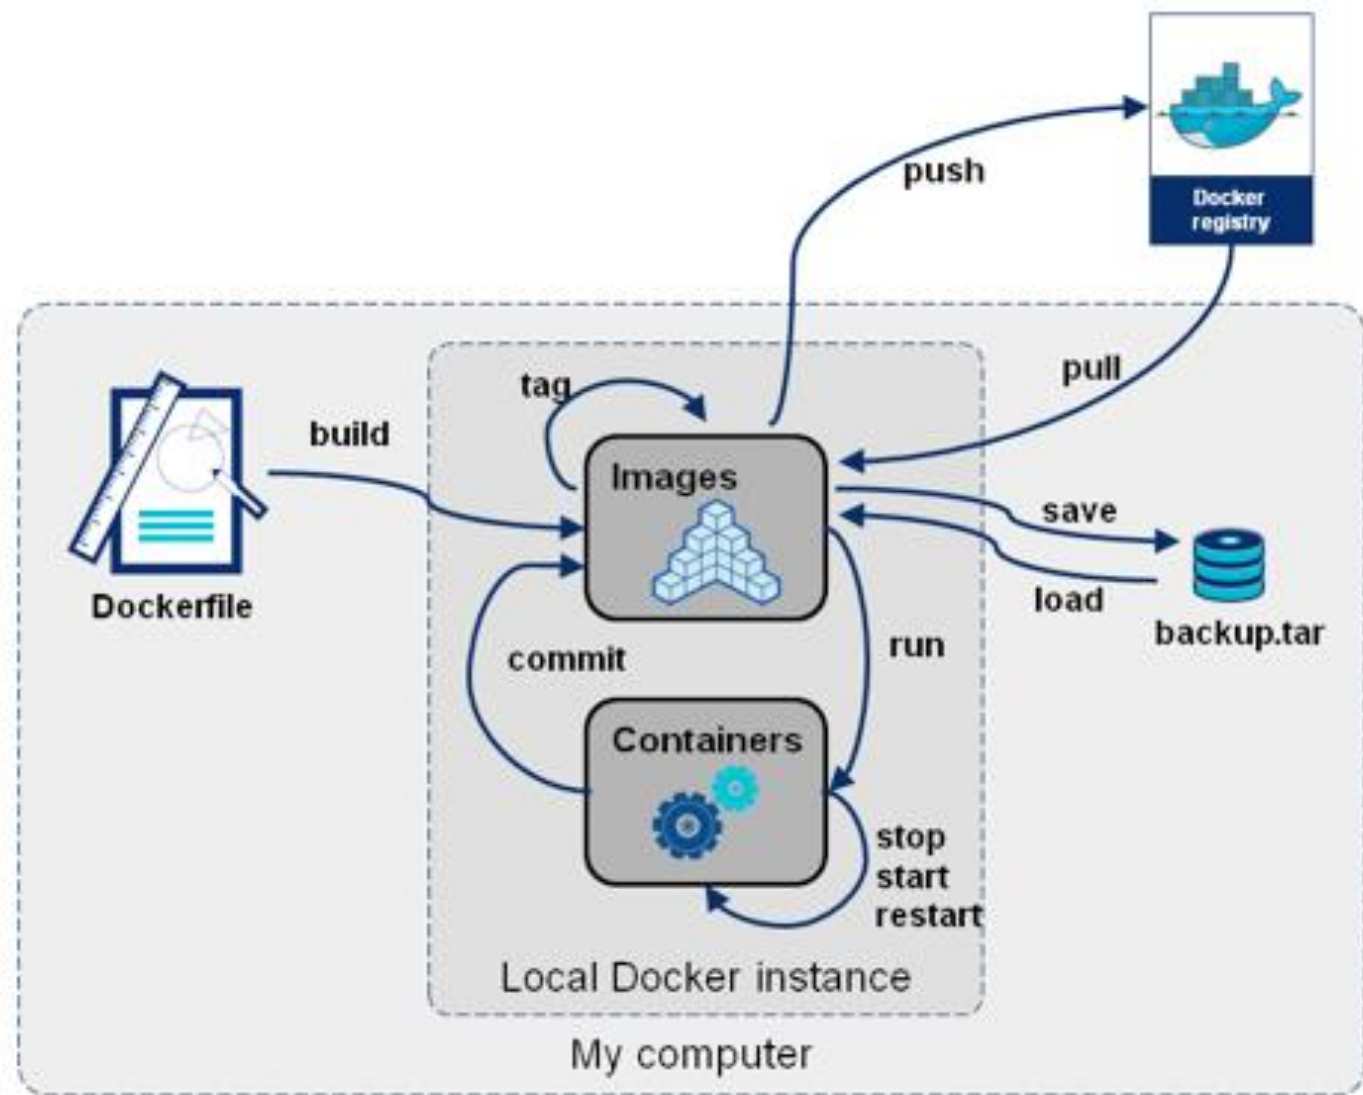 push
Docker
registry
pull
tag
build
Images
save
load
Dockerfile
backup.tar
commit
run
Containers
stop
start
restart
Local Docker instance
My computer